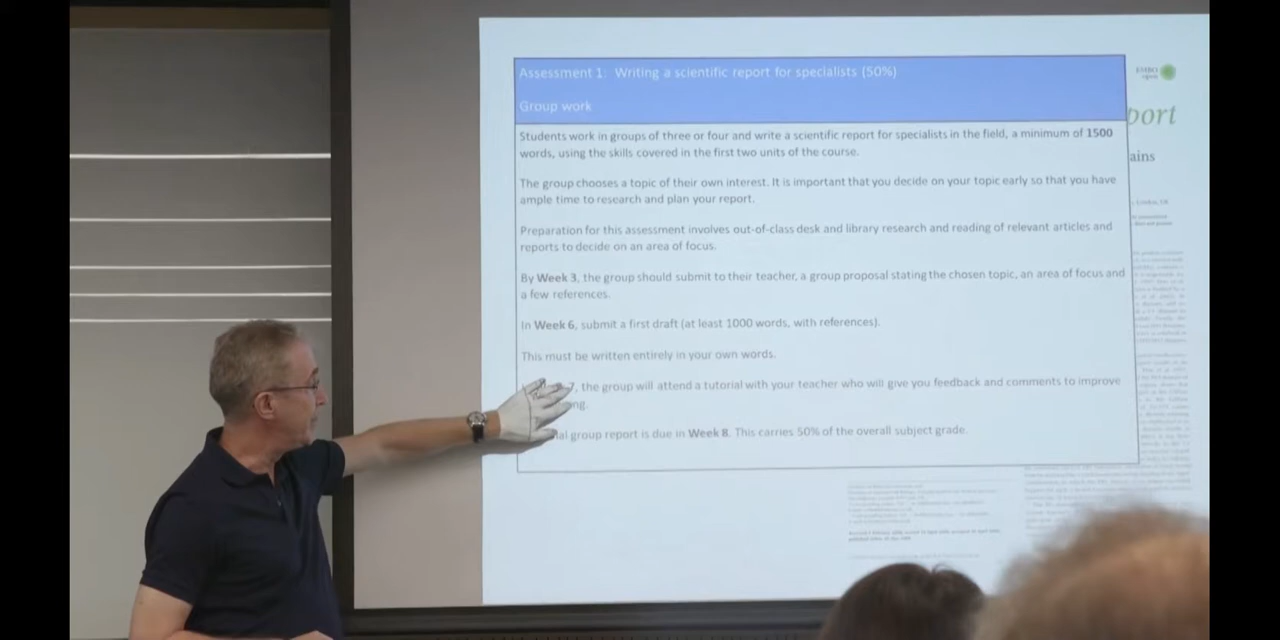 Assessment 1: Writing a scientific report for specialists (50%)
Group work
Students work in groups of three or four and write a scientific report for specialists in the field, a minimum of 1500
words, using the skills covered in the first two units of the course.
The group chooses a topic of their own interest. It is important that you decide on your topic early so that you have
ample time to research and plan your report.
Preparation for this assessment involves out-of-class desk and library research and reading of relevant articles and
reports to decide on an area of focus.
By Week 3, the group should submit to their teacher, a group proposal stating the chosen topic, an area of focus and
a few references.
In Week 6, submit a first draft (at least 1000 words, with references).
This must be written entirely in your own words.
7, the group will attend a tutorial with your teacher who will give you feedback and comments to improve
ng.
al group report is due in Week 8. This carries 50% of the overall subject grade.
EMBO
open
port
ains